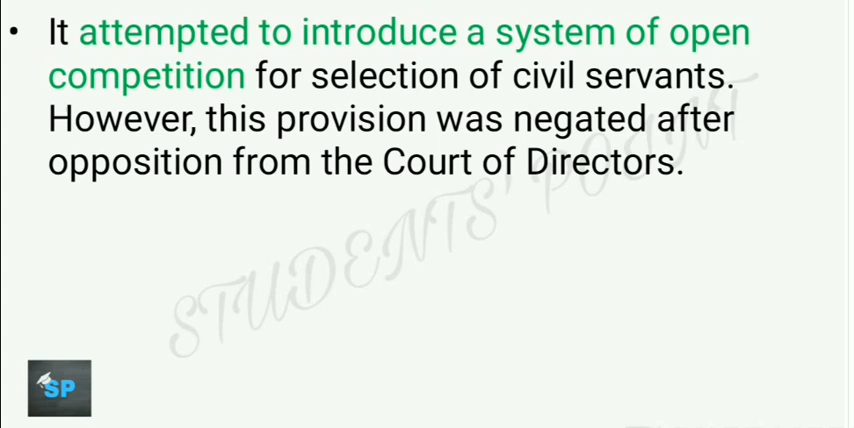 • It attempted to introduce a system of open
competition for selection of civil servants.
However, this provision was negated after
opposition from the Court of Directors.
STUDENTS' POINT
SP